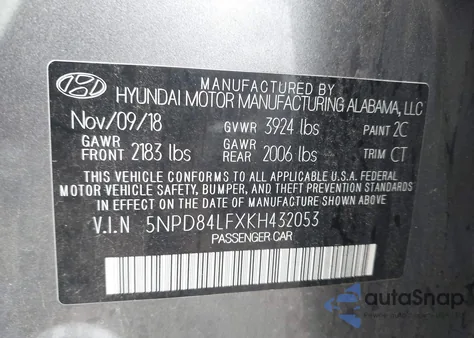 MANUFACTURED BY
HYUNDAI MOTOR MANUFACTURING ALABAMA, LLC
Nov/09/18 GVWR 3924 lbs PAINT 2C
GAWR FRONT 2183 lbs GAWR REAR 2006 lbs TRIM CT
THIS VEHICLE CONFORMS TO ALL APPLICABLE U.S.A. FEDERAL
MOTOR VEHICLE SAFETY, BUMPER, AND THEFT PREVENTION STANDARDS
IN EFFECT ON THE DATE OF MANUFACTURE SHOWN ABOVE.
V.I.N 5NPD84LFXKH432053
PASSENGER CAR
autaSnap